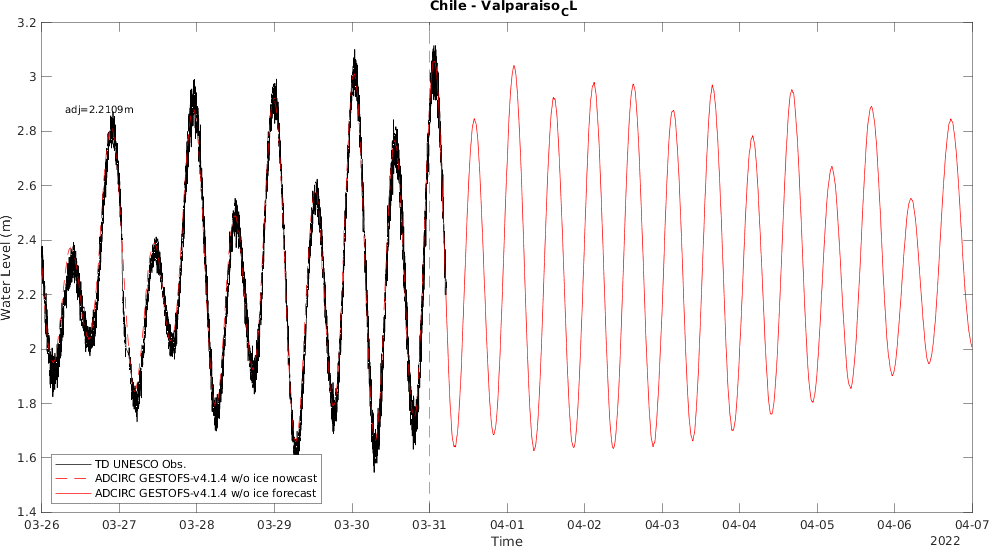 Chile - Valparaiso_CL
3.2
3
2.8
2.6
2.4
2.2
2
1.8
1.6
1.4
Water Level (m)
adj=2.2109m
TD UNESCO Obs.
ADCIRC GESTOFS-v4.1.4 w/o ice nowcast
ADCIRC GESTOFS-v4.1.4 w/o ice forecast
03-26 03-27 03-28 03-29 03-30 03-31 04-01 04-02 04-03 04-04 04-05 04-06 04-07
Time
2022